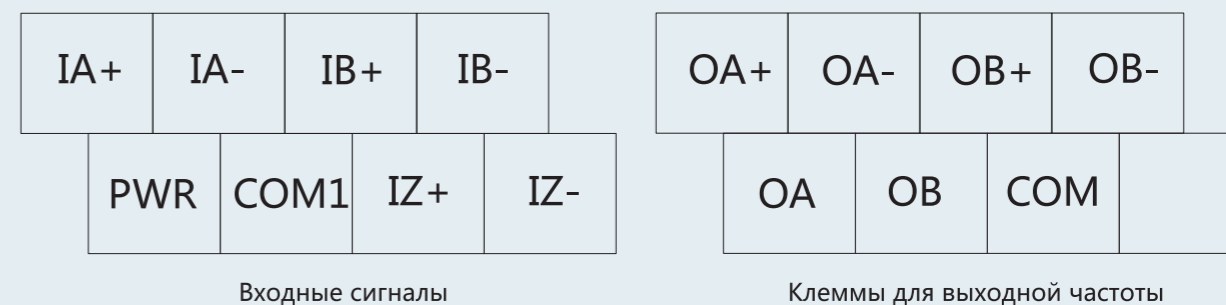 IA+ IA- IB+ IB- OA+ OA- OB+ OB-
PWR COM1 IZ+ IZ- OA OB COM
Входные сигналы Клеммы для выходной частоты